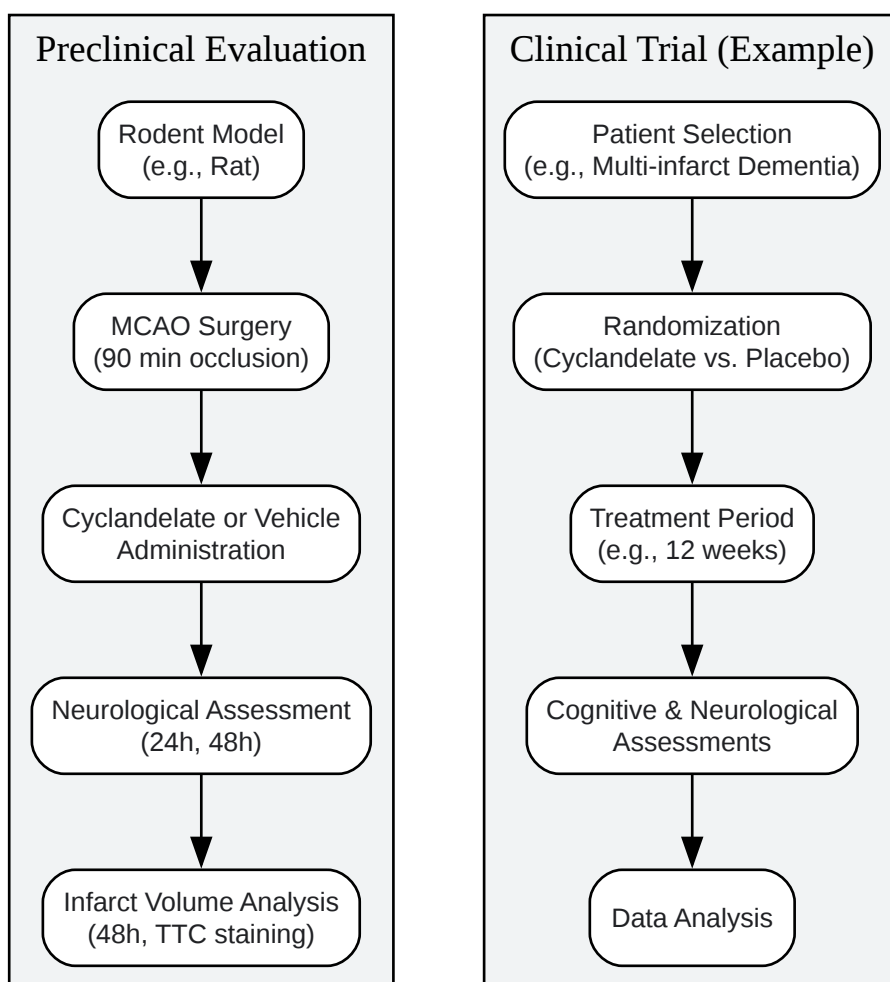 Preclinical Evaluation
Rodent Model
(e.g., Rat)
MCAO Surgery
(90 min occlusion)
Cyclandelate or Vehicle
Administration
Neurological Assessment
(24h, 48h)
Infarct Volume Analysis
(48h, TTC staining)
Clinical Trial (Example)
Patient Selection
(e.g., Multi-infarct Dementia)
Randomization
(Cyclandelate vs. Placebo)
Treatment Period
(e.g., 12 weeks)
Cognitive & Neurological
Assessments
Data Analysis